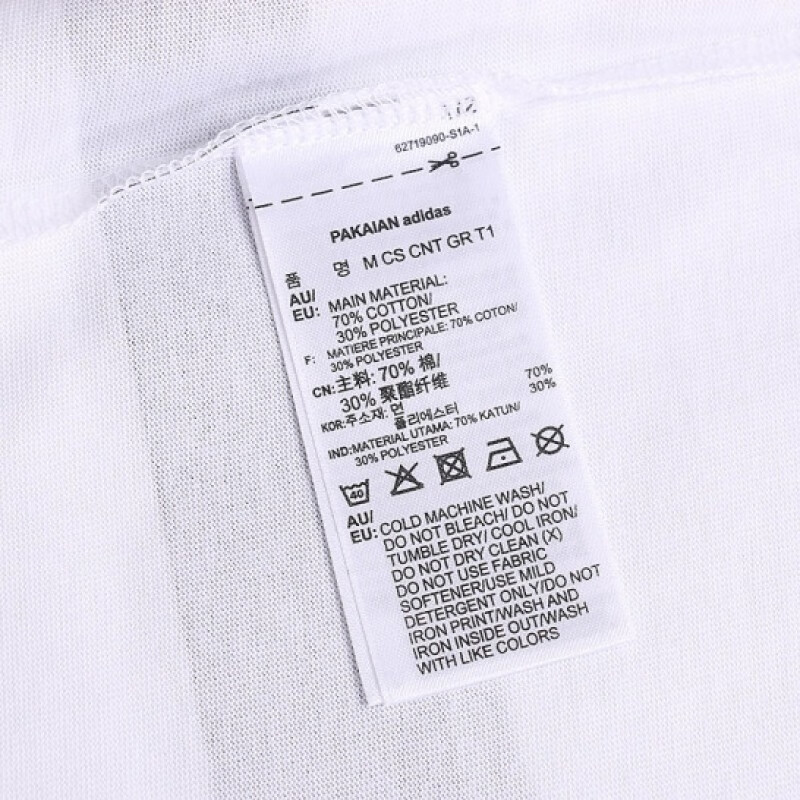 1/2
62719090-S1A-1
PAKAIAN adidas
품 명 M CS CNT GR T1
AU/
EU: MAIN MATERIAL:
70% COTTON/
30% POLYESTER
F: MATIERE PRINCIPALE: 70% COTON/
30% POLYESTER
CN:主料: 70% 棉/
30% 聚酯纤维
KOR:주소재: 면 70%
폴리에스터 30%
IND:MATERIAL UTAMA: 70% KATUN/
30% POLYESTER
40
AU/
EU: COLD MACHINE WASH/
DO NOT BLEACH/ DO NOT
TUMBLE DRY/ COOL IRON/
DO NOT DRY CLEAN (X)
DO NOT USE FABRIC
SOFTENER/USE MILD
DETERGENT ONLY/DO NOT
IRON PRINT/WASH AND
IRON INSIDE OUT/WASH
WITH LIKE COLORS